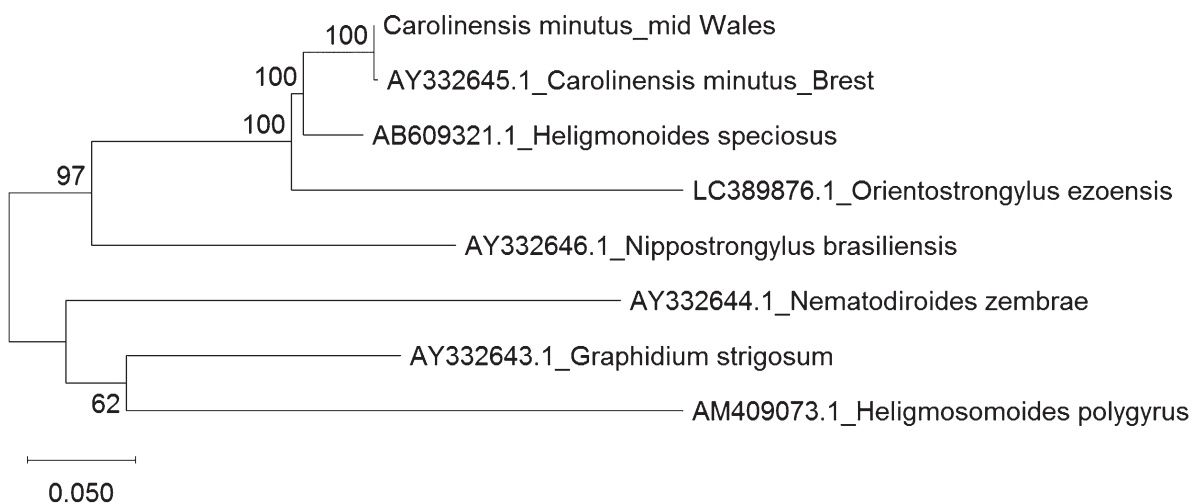 Carolinensis minutus_mid Wales
100
AY332645.1_Carolinensis minutus_Brest
100
AB609321.1_Heligmonoides speciosus
100
LC389876.1_Orientostrongylus ezoensis
97
AY332646.1_Nippostrongylus brasiliensis
AY332644.1_Nematodiroides zembrae
AY332643.1_Graphidium strigosum
62
AM409073.1_Heligmosomoides polygyrus
0.050